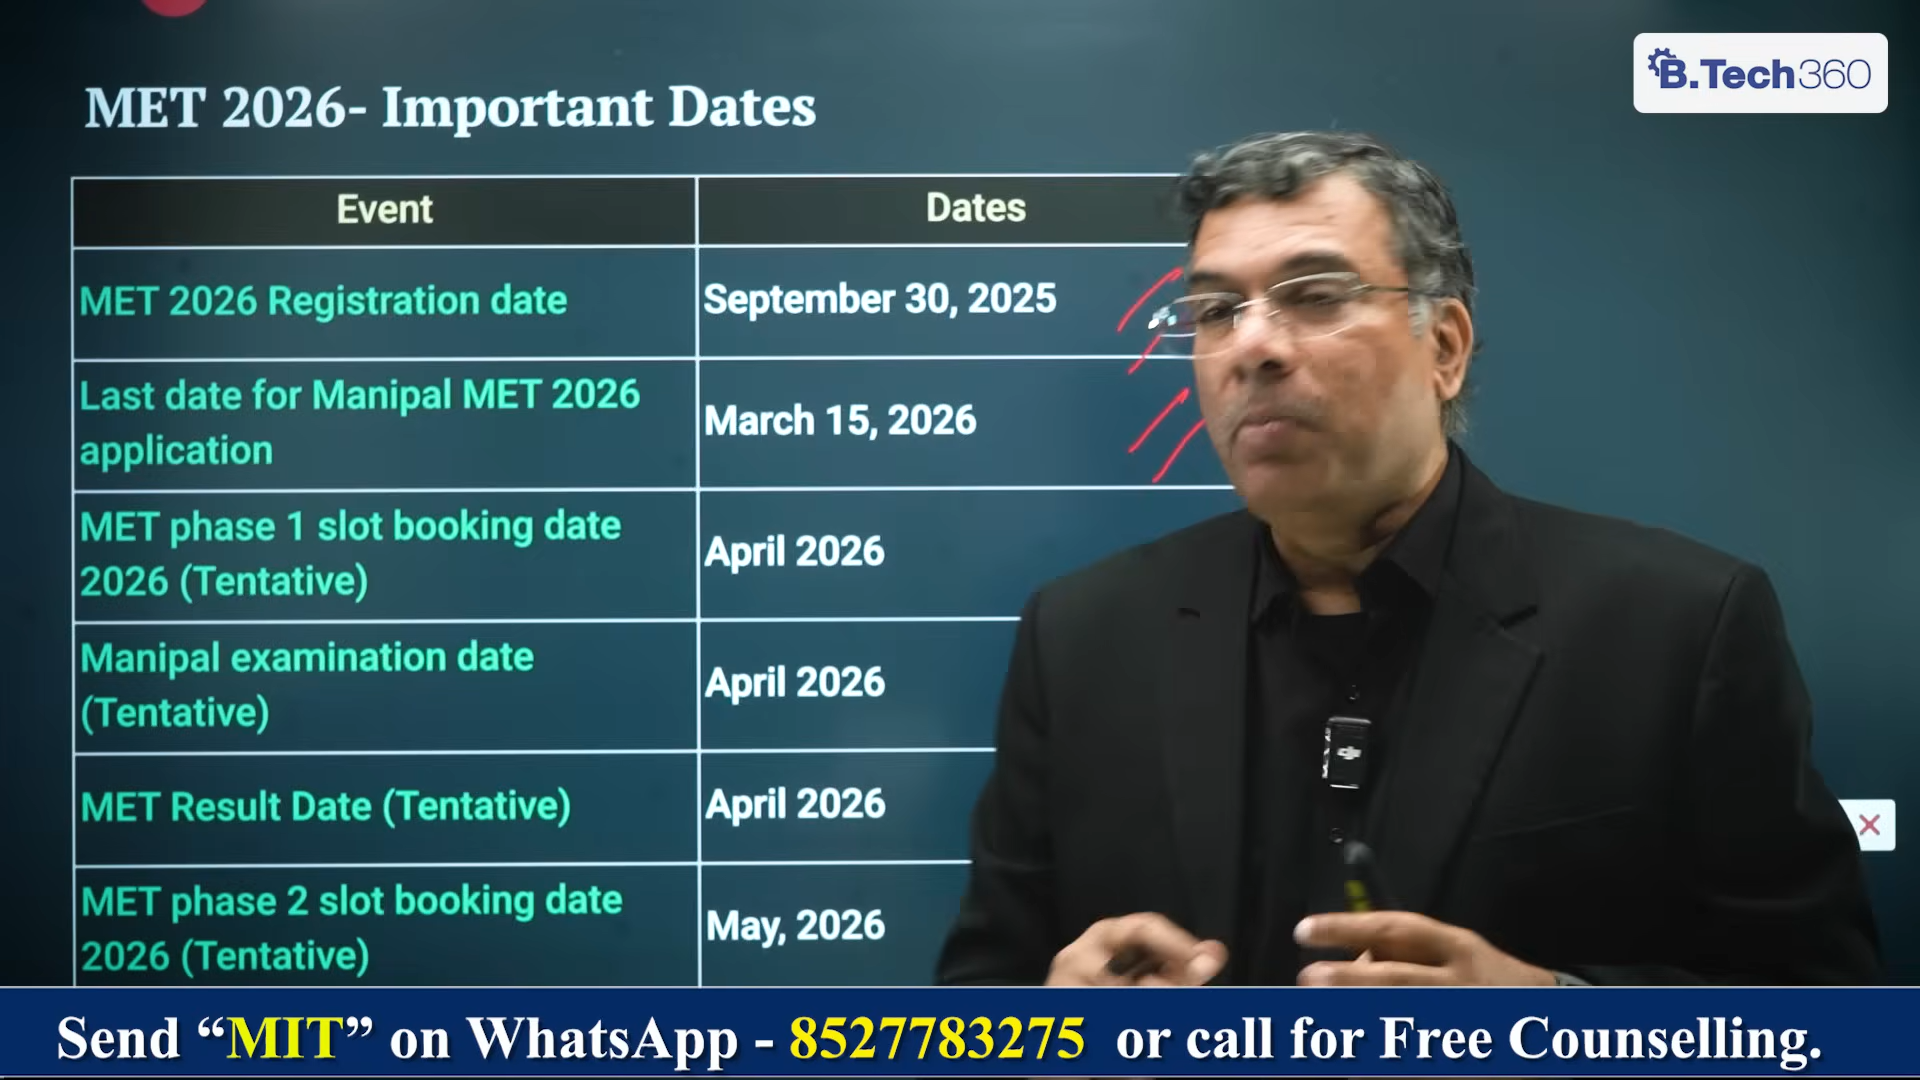 B.Tech360
MET 2026- Important Dates
Event
Dates
MET 2026 Registration date
September 30, 2025
Last date for Manipal MET 2026
application
March 15, 2026
MET phase 1 slot booking date
2026 (Tentative)
April 2026
Manipal examination date
(Tentative)
April 2026
MET Result Date (Tentative)
April 2026
MET phase 2 slot booking date
2026 (Tentative)
May, 2026
dji
Send “MIT” on WhatsApp - 8527783275 or call for Free Counselling.